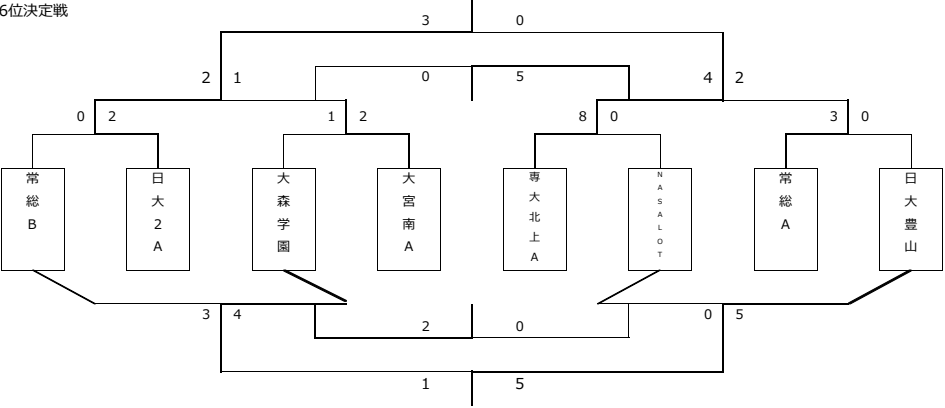 6位決定戦
3 0
2 1 0 5 4 2
0 2 1 2 8 0 3 0
常総B
日大2A
大森学園
大宮南A
専大北上A
NASALOT
常総A
日大豊山
3 4 2 0 0 5
1 5